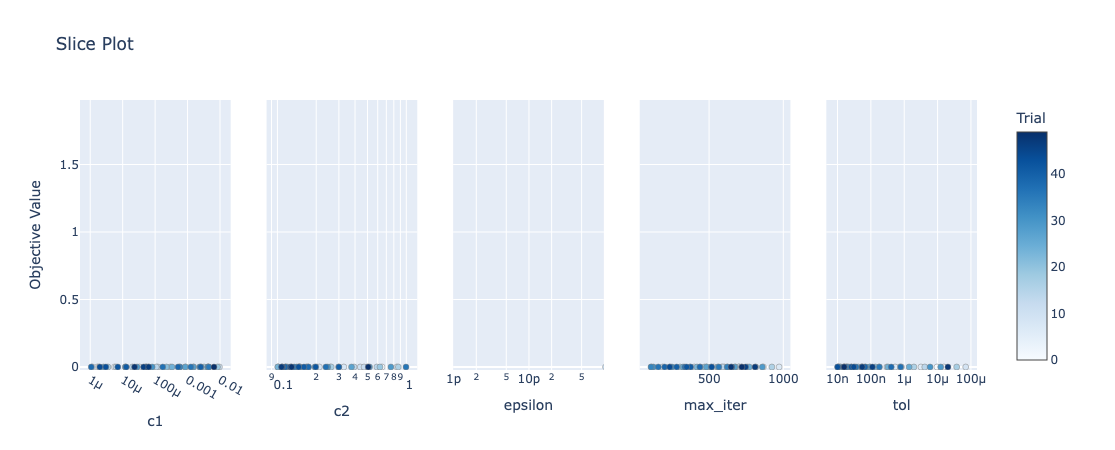 Slice Plot
Trial
Objective Value
1.5
1
0.5
0
40
30
20
10
0
1μ 10μ 100μ 0.001 0.01
9 0.1 2 3 4 5 6 7 8 9 1
1p 2 5 10p 2 5
500 1000
10n 100n 1μ 10μ 100μ
c1
c2
epsilon
max_iter
tol